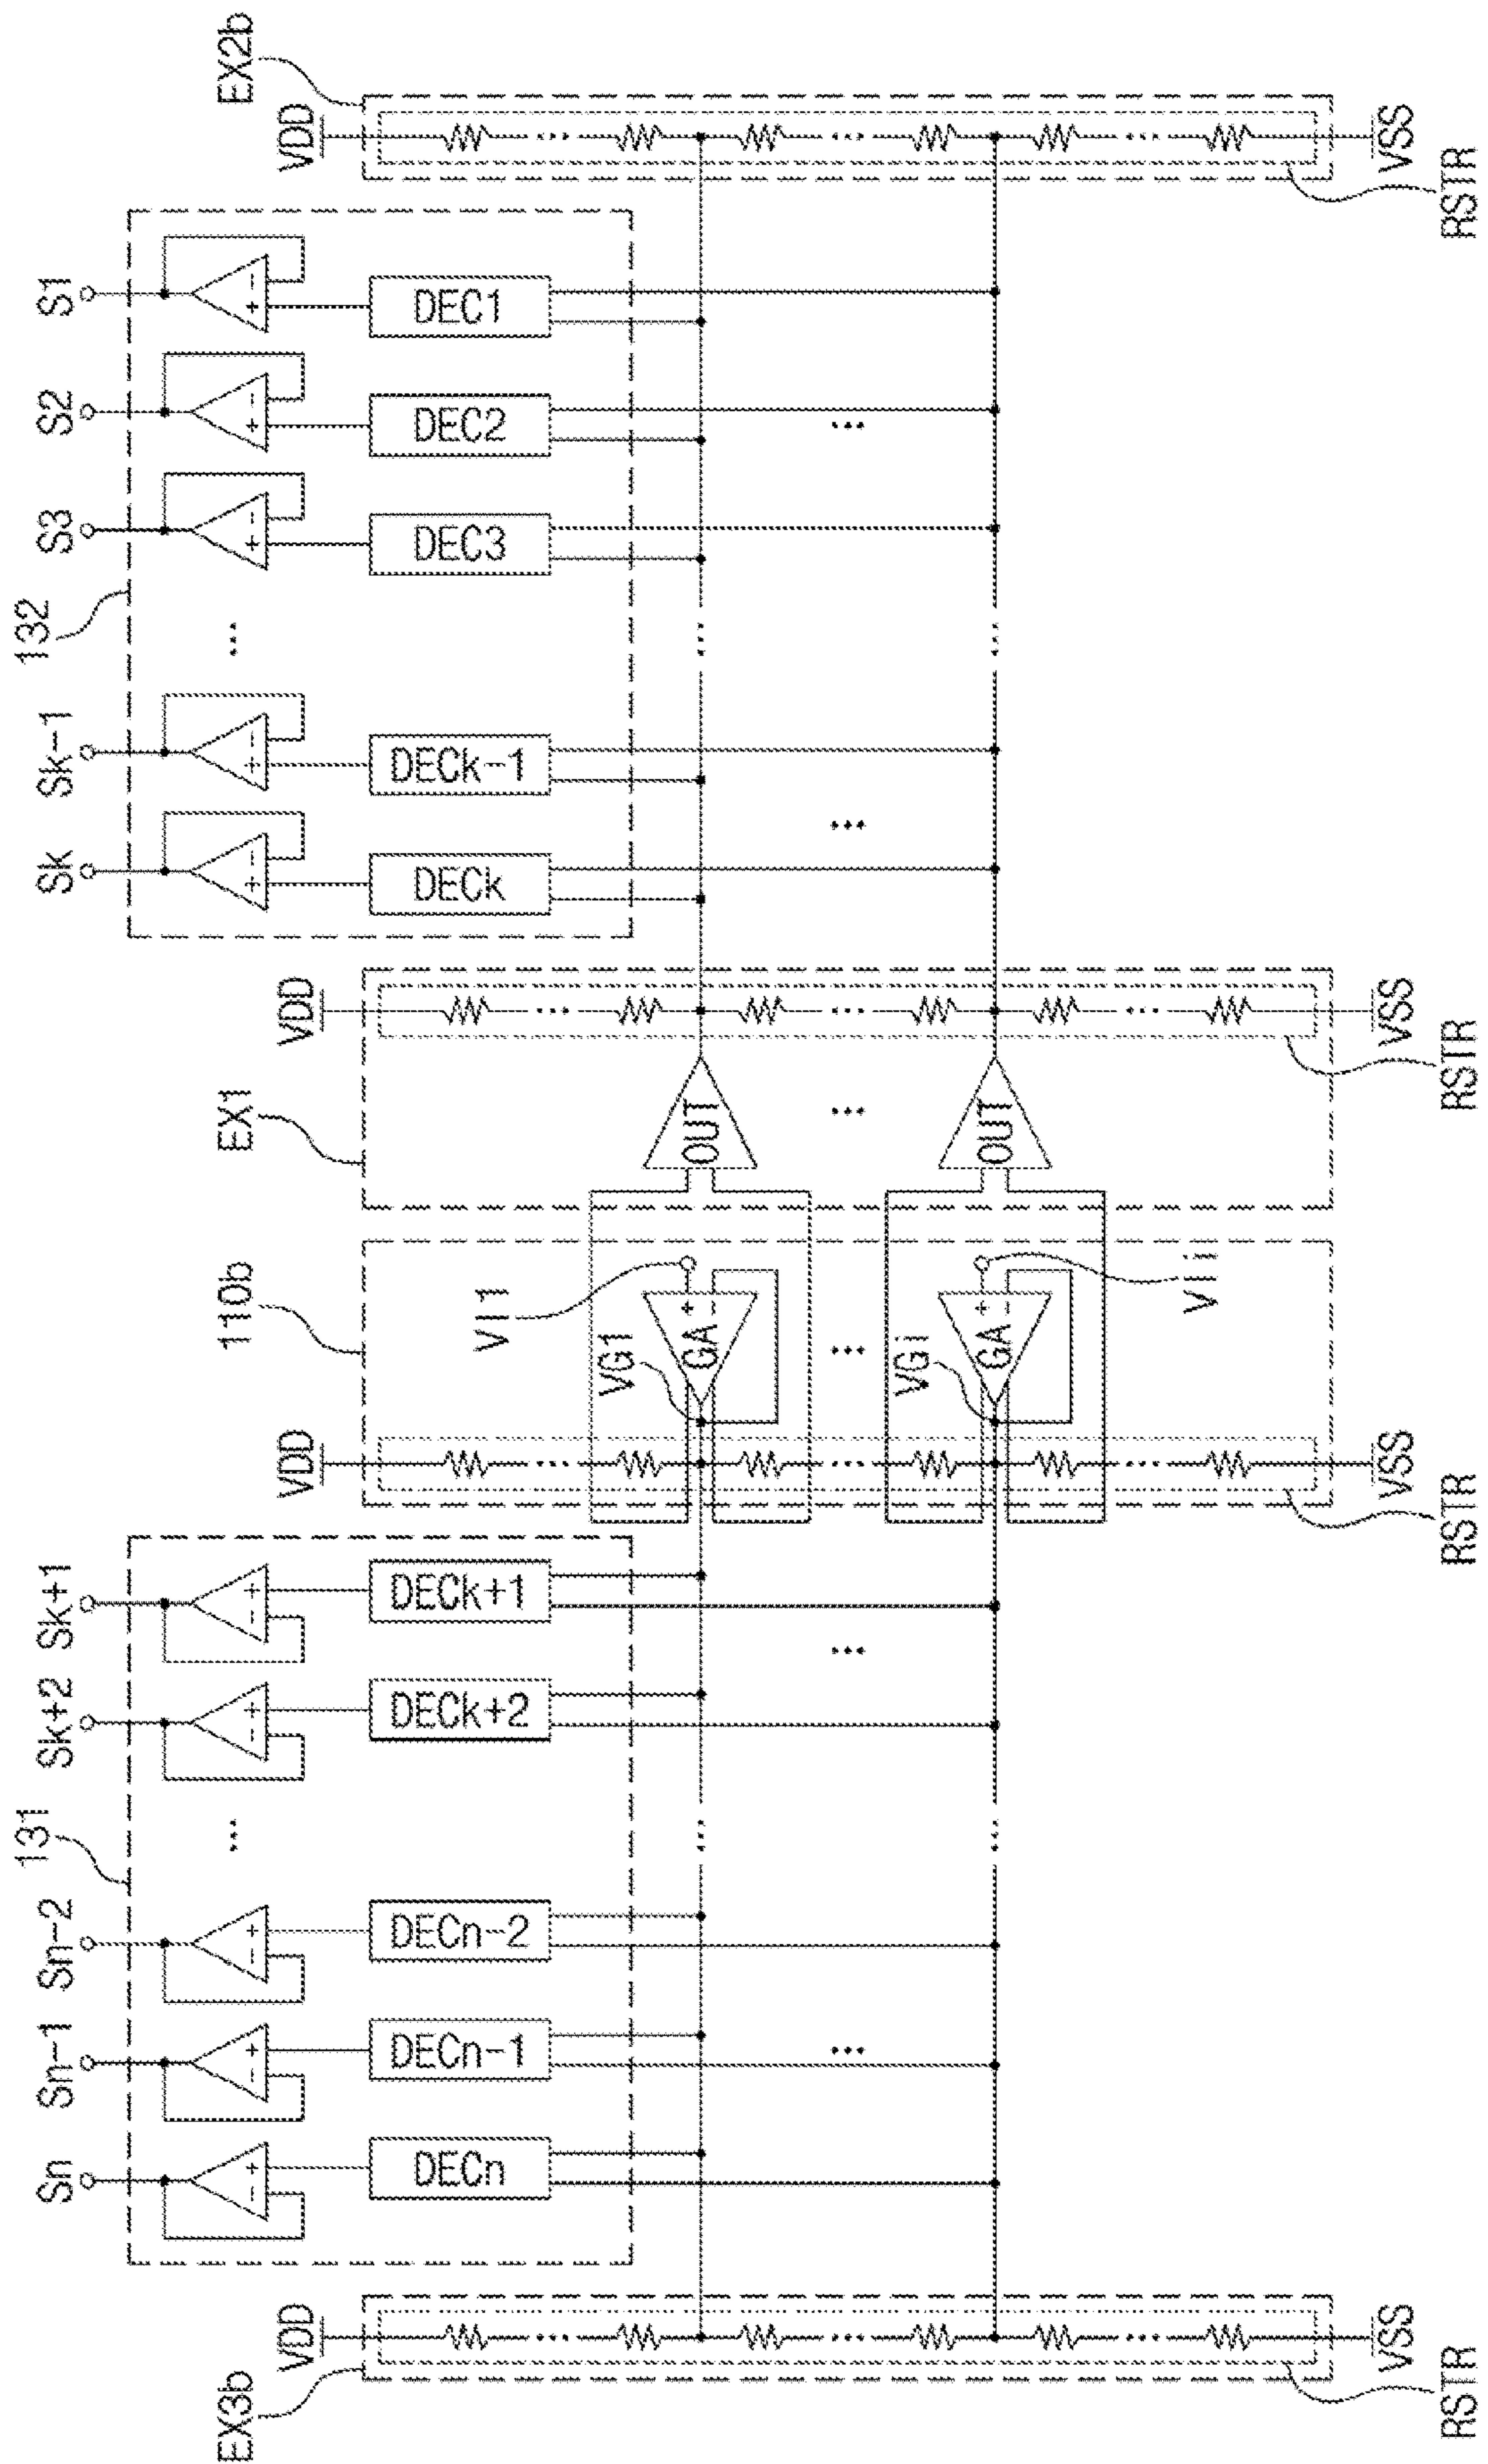 Sn
Sn-1
Sn-2
131
Sk+2
Sk+1
Sk
Sk-1
132
S3
S2
S1
...
...
- +
- +
- +
- +
- +
+ -
+ -
+ -
+ -
+ -
EX3b
110b
EX1
EX2b
VDD
VDD
VDD
VDD
DECn
DECn-1
DECn-2
DECk+2
DECk+1
DECk
DECk-1
DEC3
DEC2
DEC1
VI1
VG1
GA
+
-
OUT
...
...
...
VGi
GA
+
-
VIi
OUT
VSS
VSS
VSS
VSS
RSTR
RSTR
RSTR
RSTR